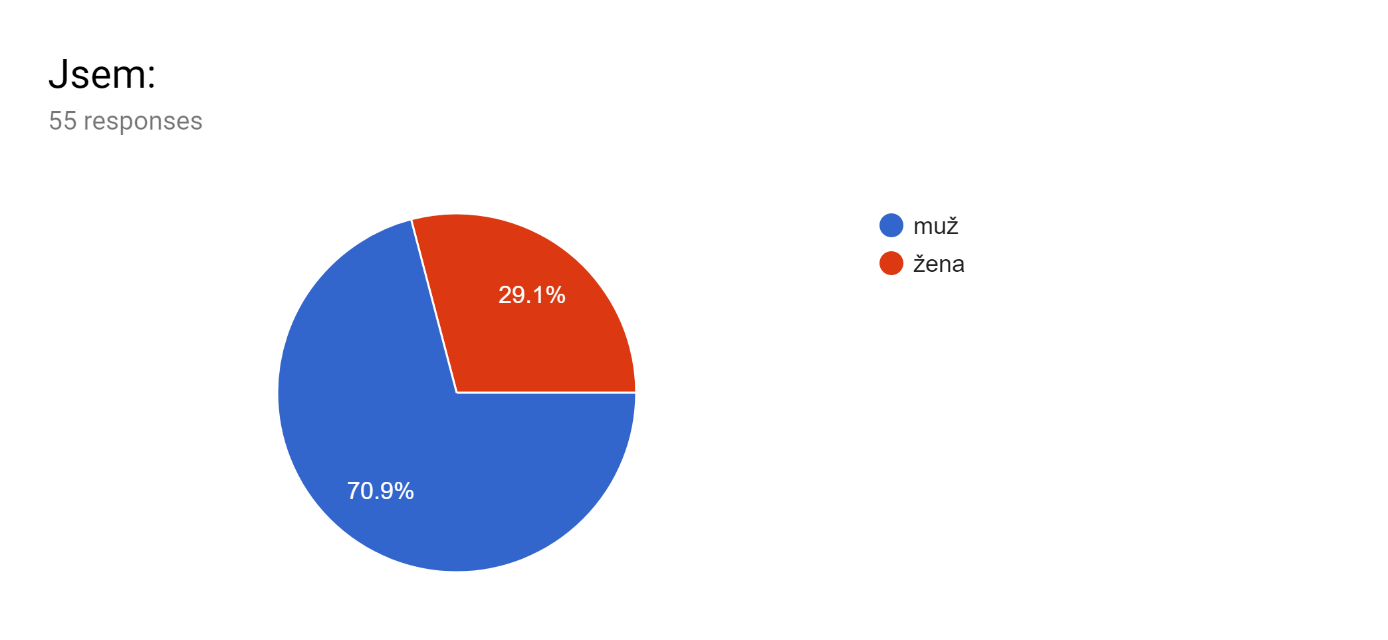 Jsem:
55 responses
muž
žena
29.1%
70.9%